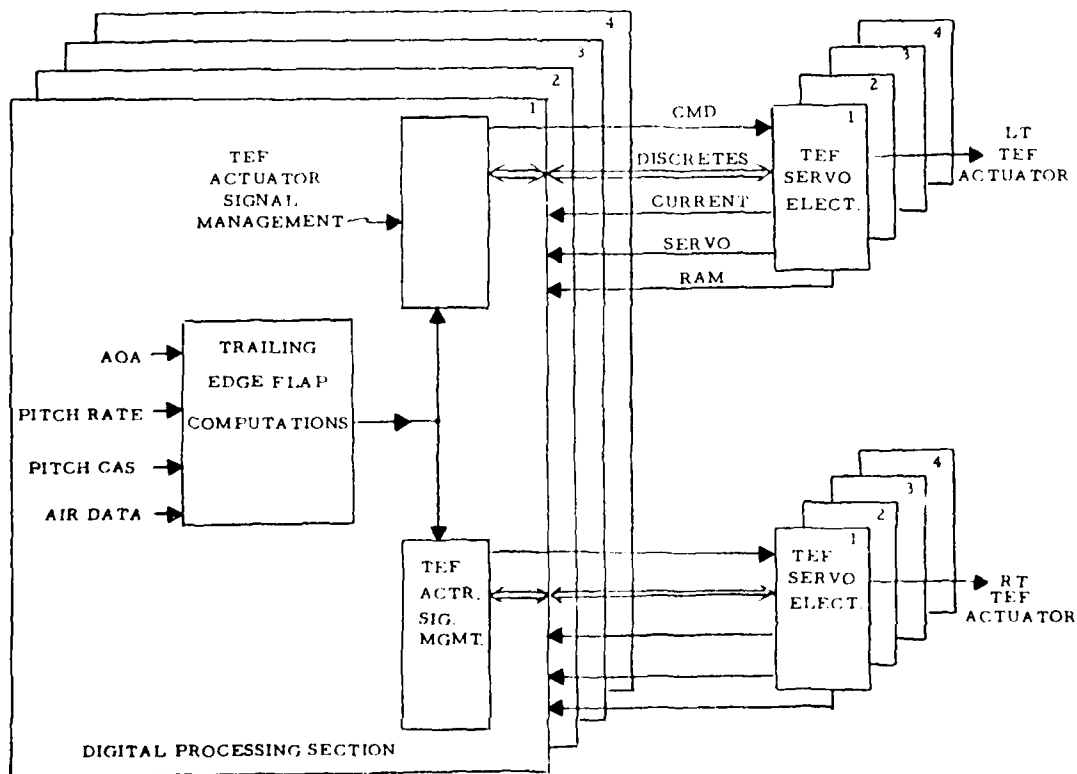 4
3
2
1
TEF
ACTUATOR
SIGNAL
MANAGEMENT
CMD
DISCRETES
CURRENT
SERVO
RAM
4
3
2
1
TEF
SERVO
ELECT.
LT
TEF
ACTUATOR
AOA
PITCH RATE
PITCH CAS
AIR DATA
TRAILING
EDGE FLAP
COMPUTATIONS
TEF
ACTR.
SIG.
MGMT.
4
3
2
1
TEF
SERVO
ELECT.
RT
TEF
ACTUATOR
DIGITAL PROCESSING SECTION